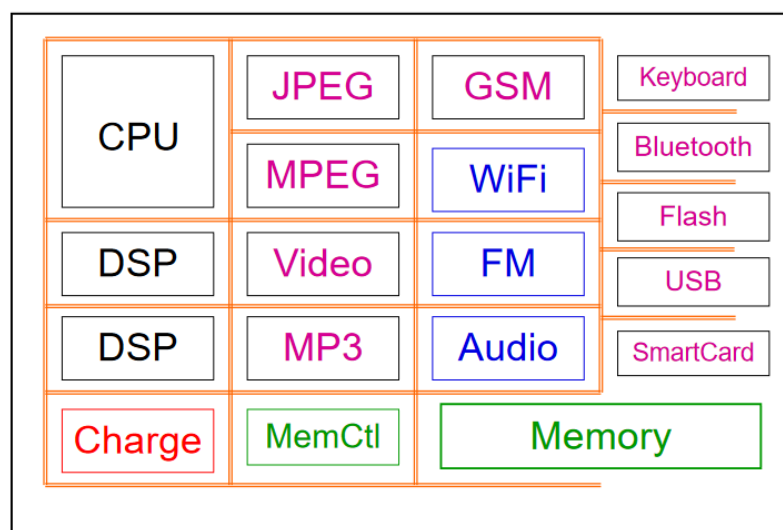 CPU
JPEG
GSM
Keyboard
MPEG
WiFi
Bluetooth
DSP
Video
FM
Flash
USB
DSP
MP3
Audio
SmartCard
Charge
MemCtl
Memory